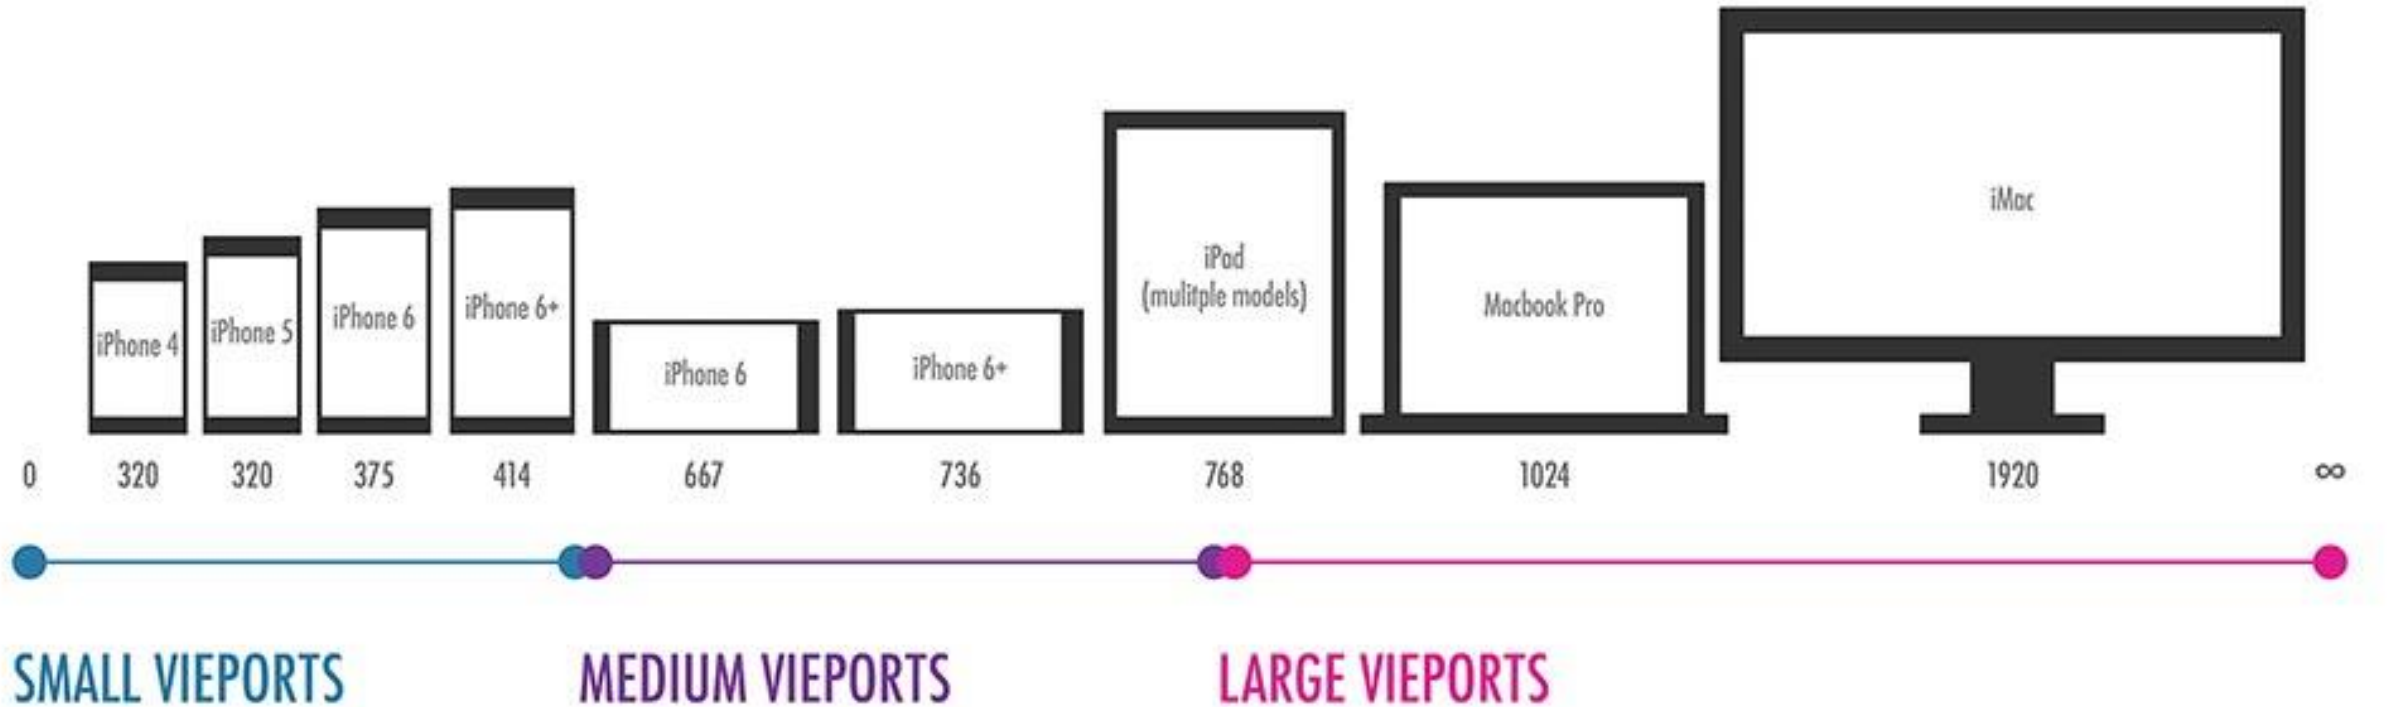 iPhone 4
iPhone 5
iPhone 6
iPhone 6+
iPhone 6
iPhone 6+
iPad
(mulitple models)
Macbook Pro
iMac
0 320 320 375 414 667 736 768 1024 1920 ∞
SMALL VIEPORTS MEDIUM VIEPORTS LARGE VIEPORTS